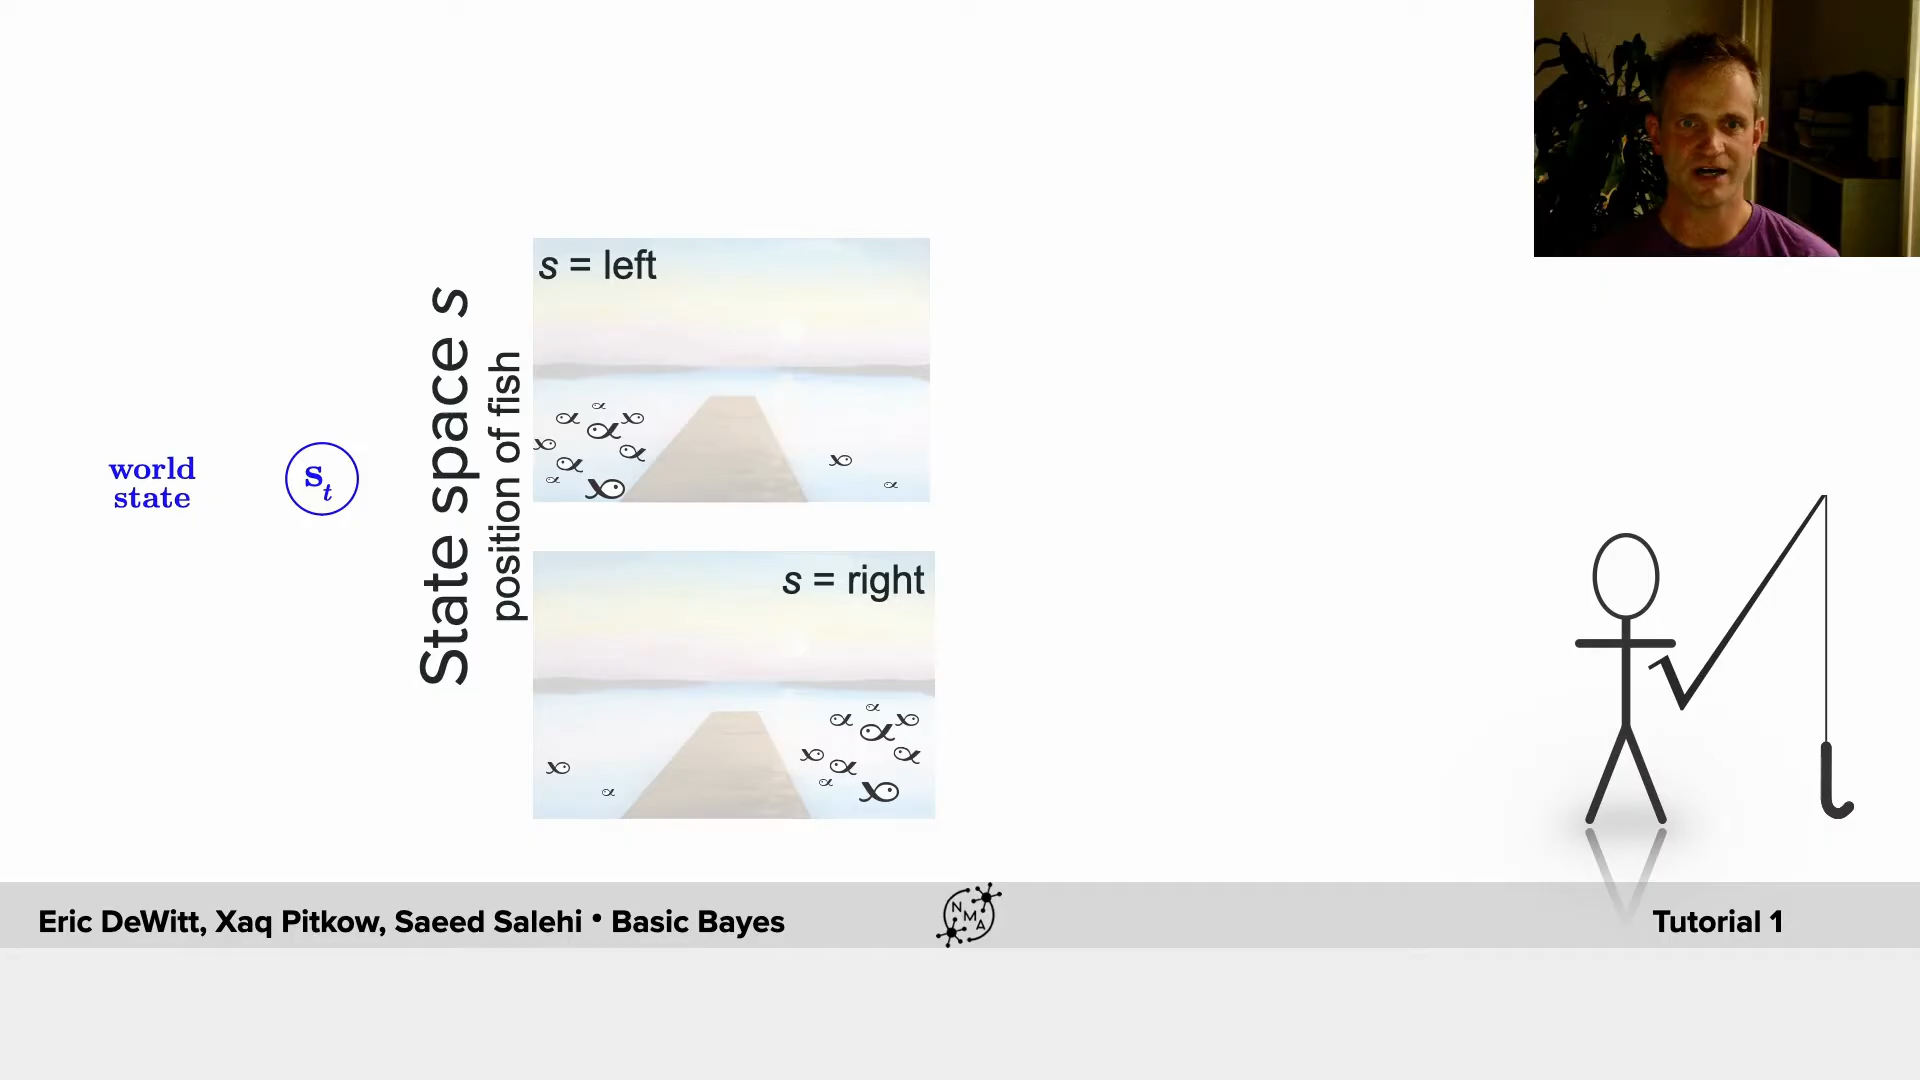 s = left
State space s
position of fish
world
state
s_t
s = right
Eric DeWitt, Xaq Pitkow, Saeed Salehi • Basic Bayes
NMA
Tutorial 1